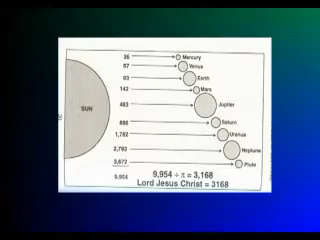 36 Mercury
67 Venus
93 Earth
142 Mars
483 Jupiter
SUN
886 Saturn
1,782 Uranus
2,793 Neptune
3,672 Pluto
9,954 9,954 ÷ π = 3,168
Lord Jesus Christ = 3168